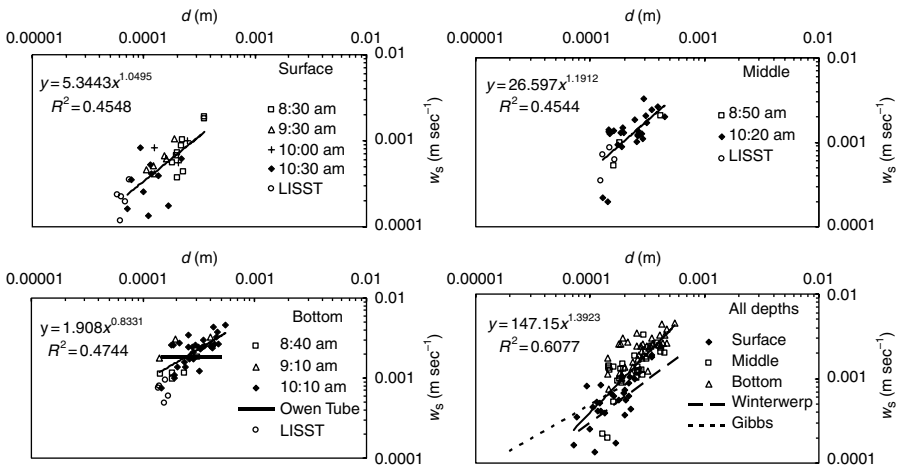 d (m)
0.00001 0.0001 0.001 0.01
0.01
0.001
0.0001
wₛ (m sec⁻¹)
y = 5.3443x^1.0495
R² = 0.4548
Surface
8:30 am
9:30 am
10:00 am
10:30 am
LISST
d (m)
0.00001 0.0001 0.001 0.01
0.01
0.001
0.0001
wₛ (m sec⁻¹)
y = 26.597x^1.1912
R² = 0.4544
Middle
8:50 am
10:20 am
LISST
d (m)
0.00001 0.0001 0.001 0.01
0.01
0.001
0.0001
wₛ (m sec⁻¹)
y = 1.908x^0.8331
R² = 0.4744
Bottom
8:40 am
9:10 am
10:10 am
Owen Tube
LISST
d (m)
0.00001 0.0001 0.001 0.01
0.01
0.001
0.0001
wₛ (m sec⁻¹)
y = 147.15x^1.3923
R² = 0.6077
All depths
Surface
Middle
Bottom
Winterwerp
Gibbs